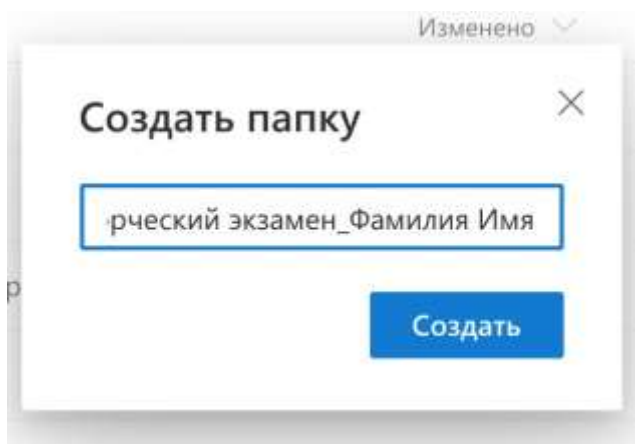 Изменено
Создать папку
рческий экзамен_Фамилия Имя
р
Создать